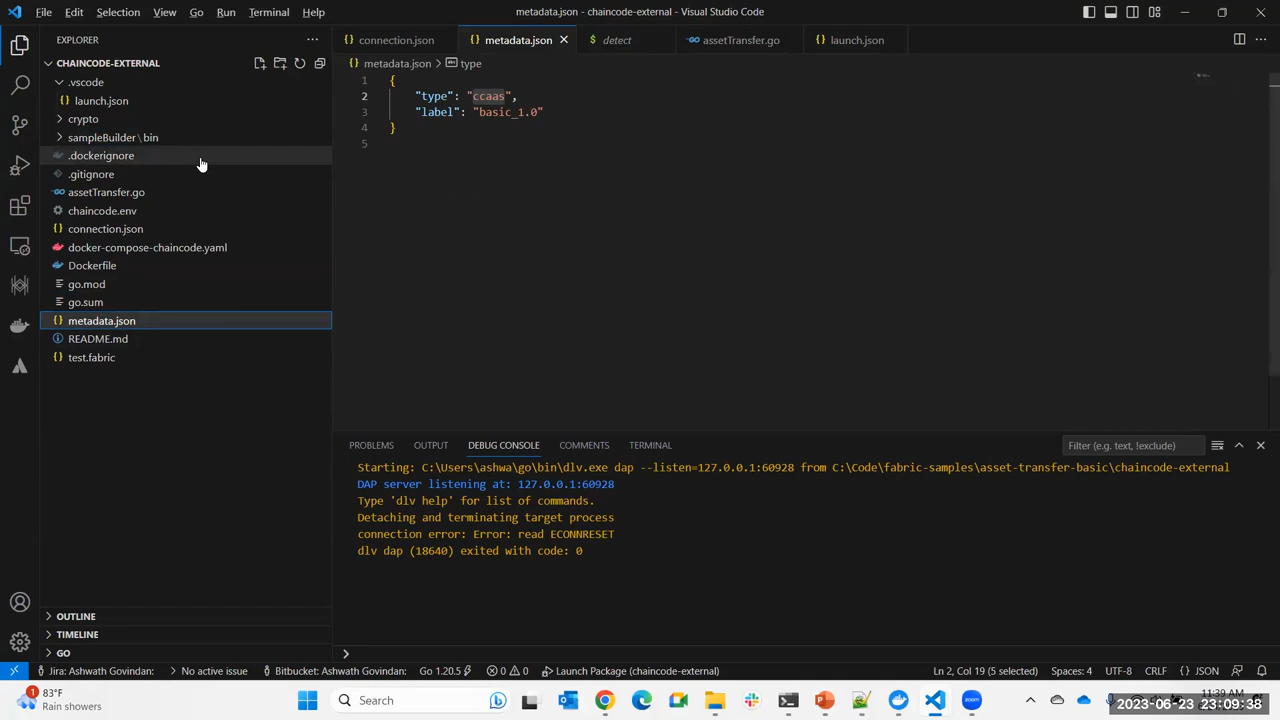 File Edit Selection View Go Run Terminal Help
metadata.json - chaincode-external - Visual Studio Code
EXPLORER
CHAINCODE-EXTERNAL
.vscode
launch.json
crypto
sampleBuilder\bin
.dockerignore
.gitignore
assetTransfer.go
chaincode.env
connection.json
docker-compose-chaincode.yaml
Dockerfile
go.mod
go.sum
metadata.json
README.md
test.fabric
OUTLINE
TIMELINE
GO
connection.json metadata.json detect assetTransfer.go launch.json
metadata.json > type
1 {
2 "type": "ccaas",
3 "label": "basic_1.0"
4 }
5
PROBLEMS OUTPUT DEBUG CONSOLE COMMENTS TERMINAL
Filter (e.g. text, !exclude)
Starting: C:\Users\ashwa\go\bin\dlv.exe dap --listen=127.0.0.1:60928 from C:\Code\fabric-samples\asset-transfer-basic\chaincode-external
DAP server listening at: 127.0.0.1:60928
Type 'dlv help' for list of commands.
Detaching and terminating target process
connection error: Error: read ECONNRESET
dlv dap (18640) exited with code: 0
Jira: Ashwath Govindan: No active issue Bitbucket: Ashwath Govindan: Go 1.20.5 0 0 Launch Package (chaincode-external) Ln 2, Col 19 (5 selected) Spaces: 4 UTF-8 CRLF {} JSON
1
83°F
Rain showers
Search
11:39 AM
2023-06-23 23:09:38